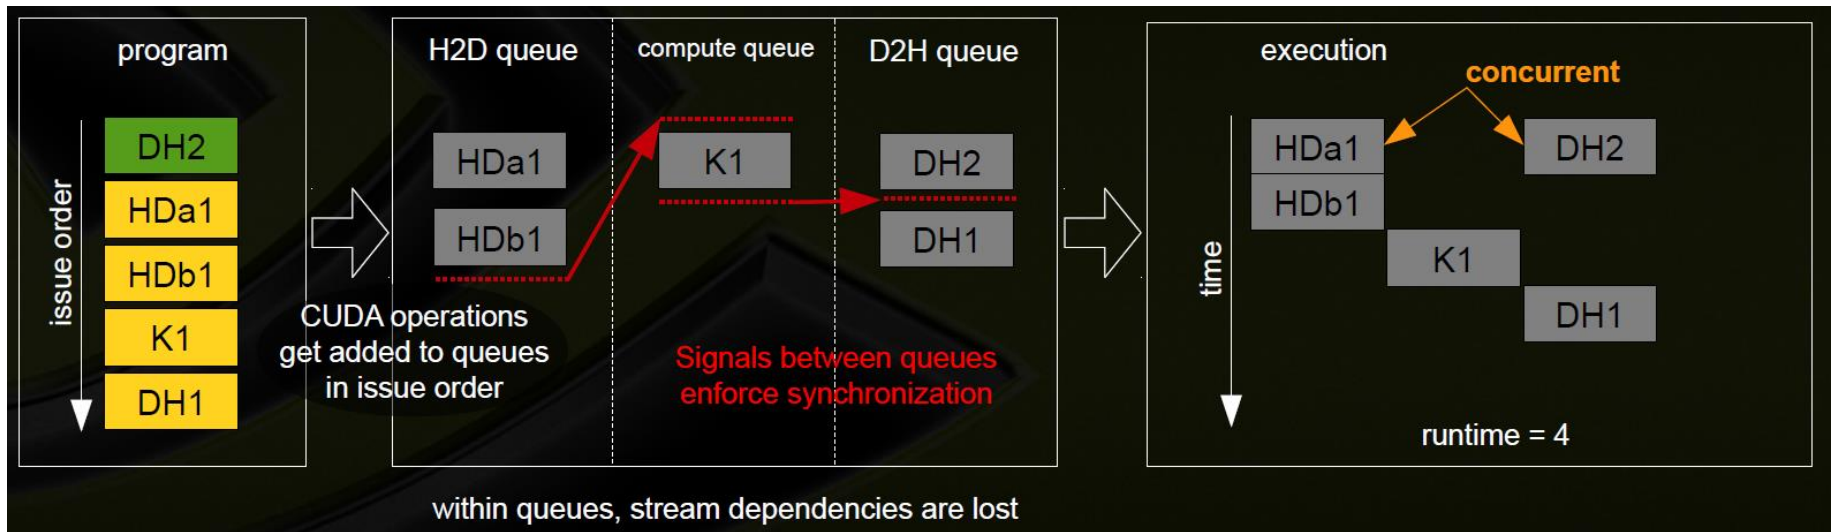 program
issue order
DH2
HDa1
HDb1
K1
DH1
CUDA operations
get added to queues
in issue order
H2D queue
HDa1
HDb1
compute queue
K1
D2H queue
DH2
DH1
Signals between queues
enforce synchronization
within queues, stream dependencies are lost
execution
concurrent
time
HDa1
DH2
HDb1
K1
DH1
runtime = 4